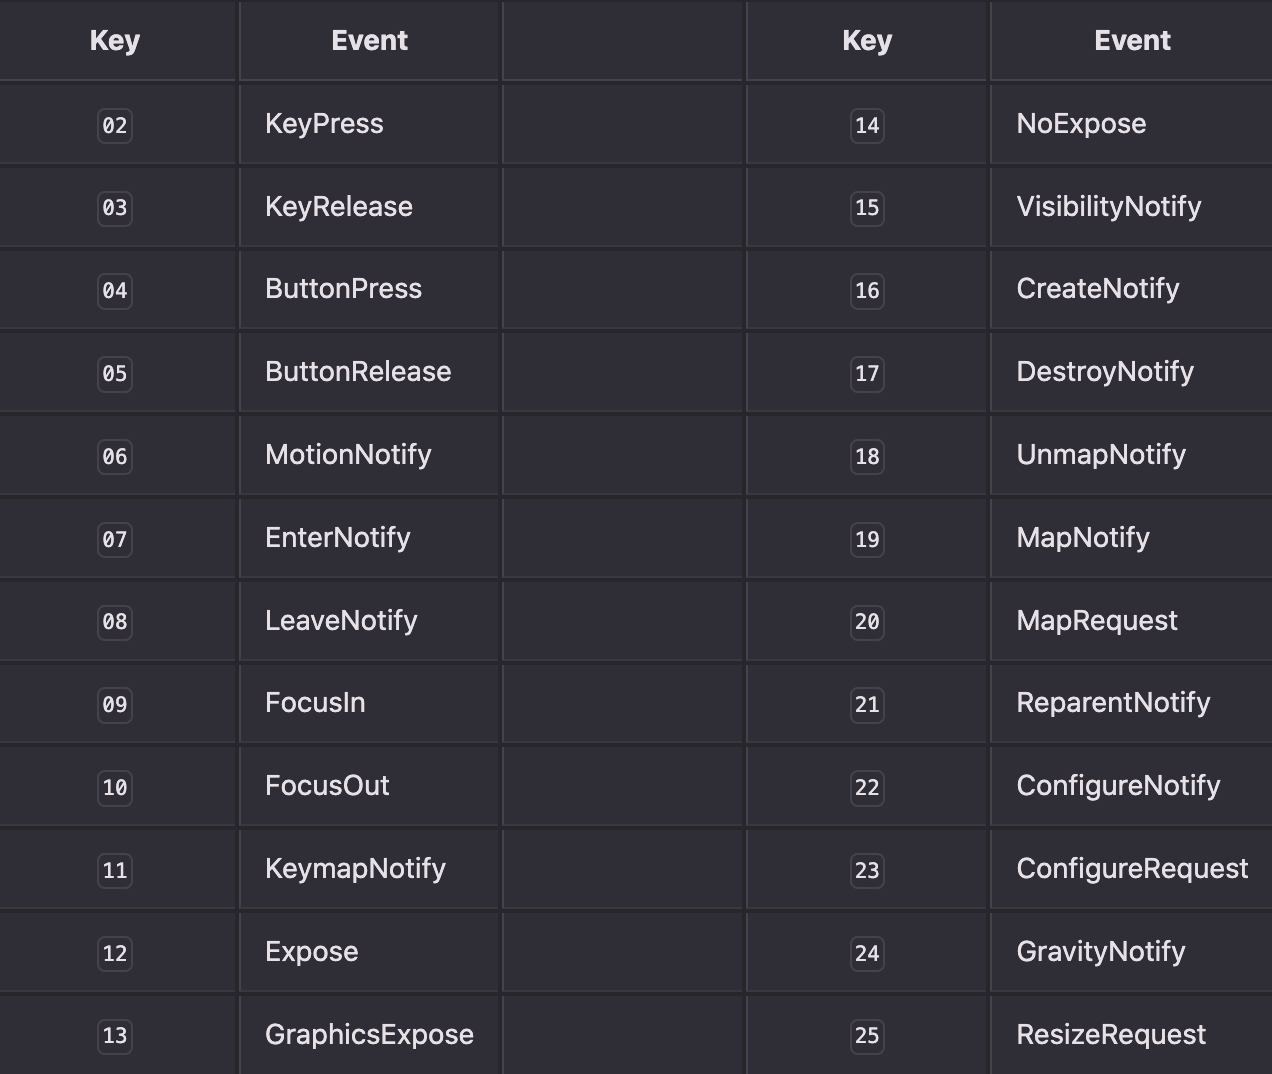 Key Event Key Event
02 KeyPress 14 NoExpose
03 KeyRelease 15 VisibilityNotify
04 ButtonPress 16 CreateNotify
05 ButtonRelease 17 DestroyNotify
06 MotionNotify 18 UnmapNotify
07 EnterNotify 19 MapNotify
08 LeaveNotify 20 MapRequest
09 FocusIn 21 ReparentNotify
10 FocusOut 22 ConfigureNotify
11 KeymapNotify 23 ConfigureRequest
12 Expose 24 GravityNotify
13 GraphicsExpose 25 ResizeRequest